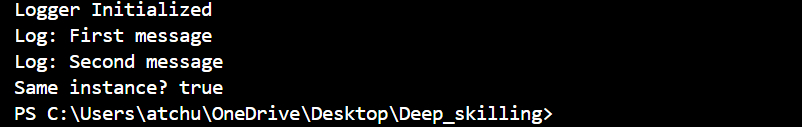 Logger Initialized
Log: First message
Log: Second message
Same instance? true
PS C:\Users\atchu\OneDrive\Desktop\Deep_skilling>